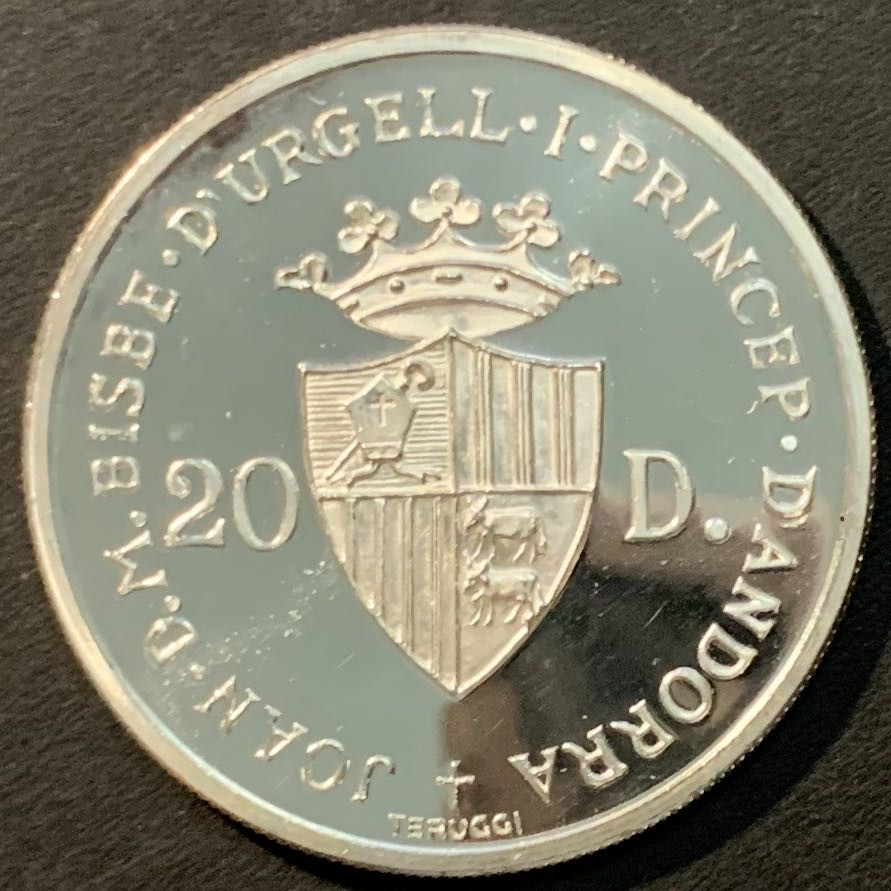 JOAN · D.M. BISBE · D'URGELL · I · PRINCEP · D'ANDORRA +
20 D.
TERUGGI